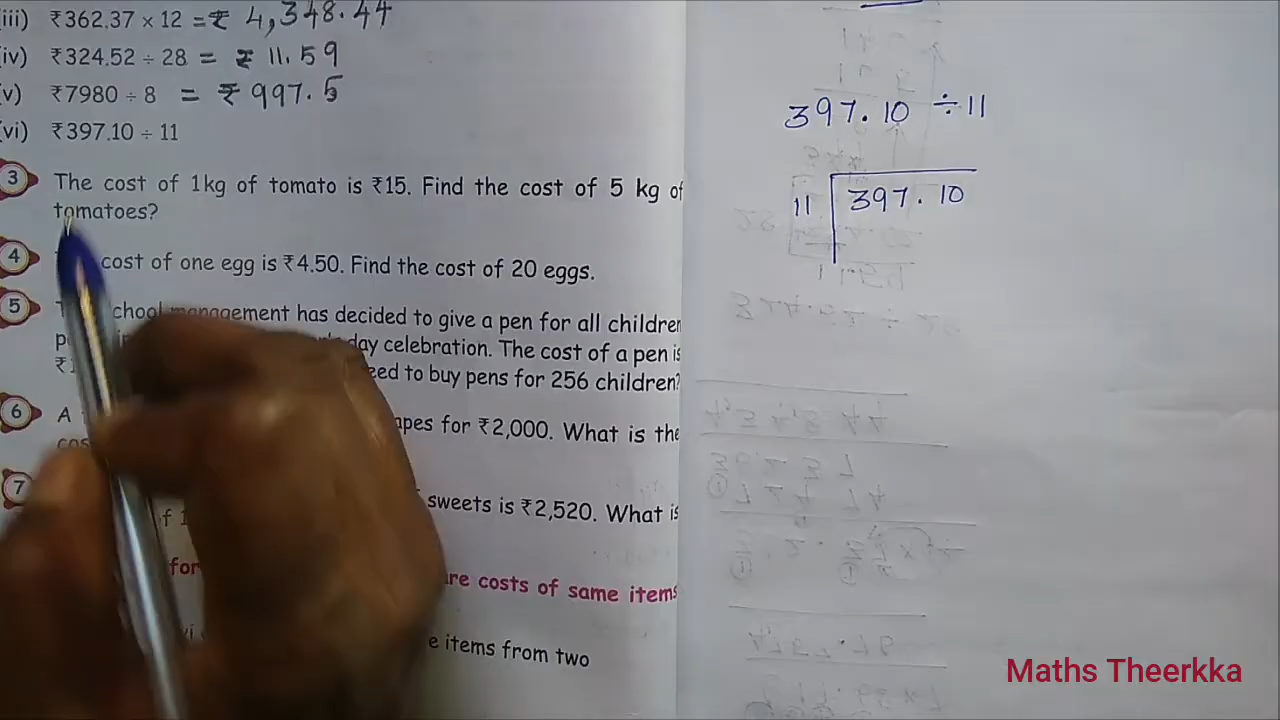 iii) ₹362.37 × 12 = ₹ 4,348.44
iv) ₹324.52 ÷ 28 = ₹ 11.59
v) ₹7980 ÷ 8 = ₹ 997.5
vi) ₹397.10 ÷ 11
3 The cost of 1kg of tomato is ₹15. Find the cost of 5 kg of
tomatoes?
4 cost of one egg is ₹4.50. Find the cost of 20 eggs.
5 school management has decided to give a pen for all children
day celebration. The cost of a pen is
need to buy pens for 256 children?
6 A apes for ₹2,000. What is the
cos
7 sweets is ₹2,520. What is
f 1
for are costs of same items
e items from two
397.10 ÷ 11
11 397.10
Maths Theerkka